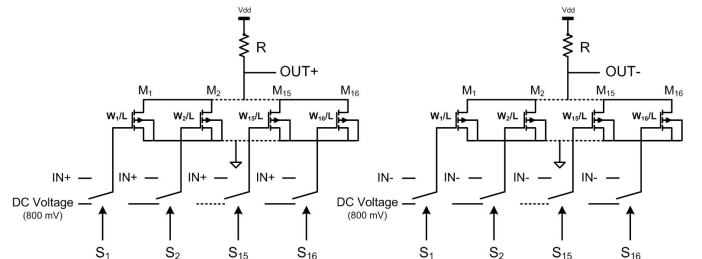 Vdd
R
OUT+
M1 M2 M15 M16
W1/L W2/L W15/L W16/L
IN+ IN+ IN+ IN+
DC Voltage
(800 mV)
S1 S2 S15 S16
Vdd
R
OUT-
M1 M2 M15 M16
W1/L W2/L W15/L W16/L
IN- IN- IN- IN-
DC Voltage
(800 mV)
S1 S2 S15 S16